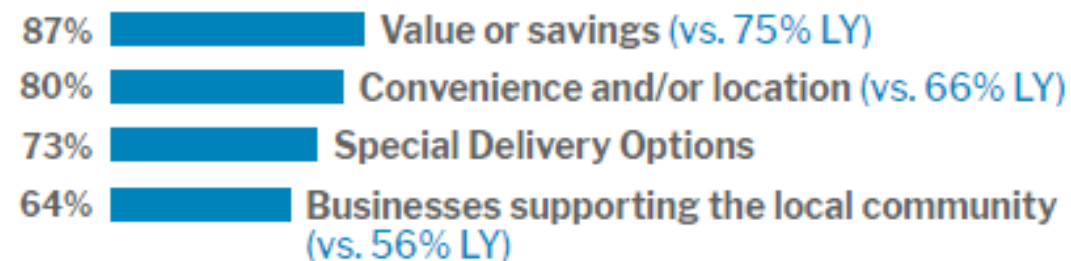 87% Value or savings (vs. 75% LY)
80% Convenience and/or location (vs. 66% LY)
73% Special Delivery Options
64% Businesses supporting the local community
(vs. 56% LY)